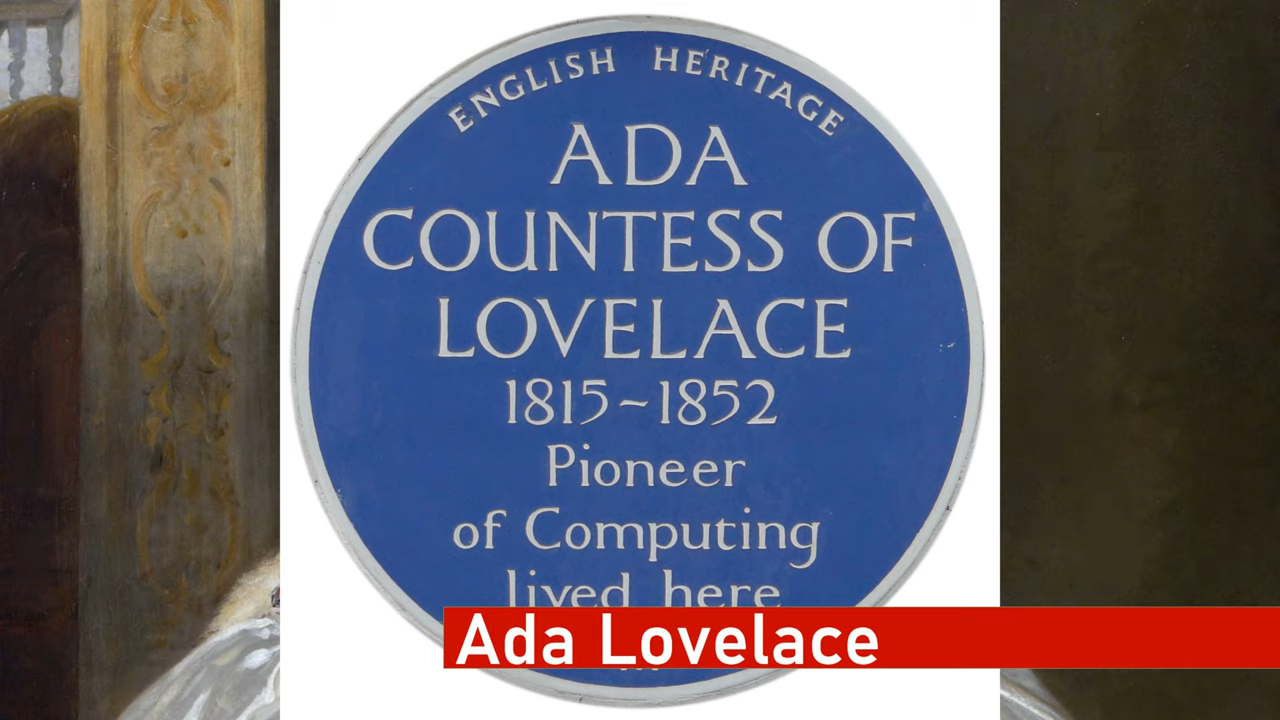 ENGLISH HERITAGE
ADA
COUNTESS OF
LOVELACE
1815~1852
Pioneer
of Computing
lived here
Ada Lovelace